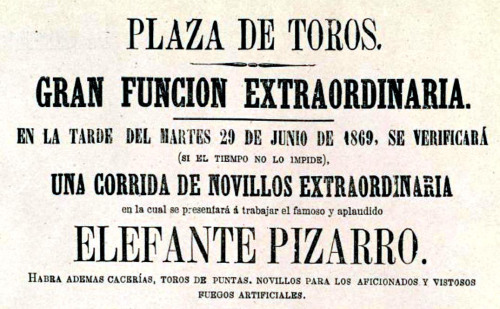 PLAZA DE TOROS.
GRAN FUNCION EXTRAORDINARIA.
EN LA TARDE DEL MARTES 29 DE JUNIO DE 1869, SE VERIFICARÁ
(SI EL TIEMPO NO LO IMPIDE),
UNA CORRIDA DE NOVILLOS EXTRAORDINARIA
en la cual se presentará á trabajar el famoso y aplaudido
ELEFANTE PIZARRO.
HABRA ADEMAS CACERÍAS, TOROS DE PUNTAS. NOVILLOS PARA LOS AFICIONADOS Y VISTOSOS
FUEGOS ARTIFICIALES.